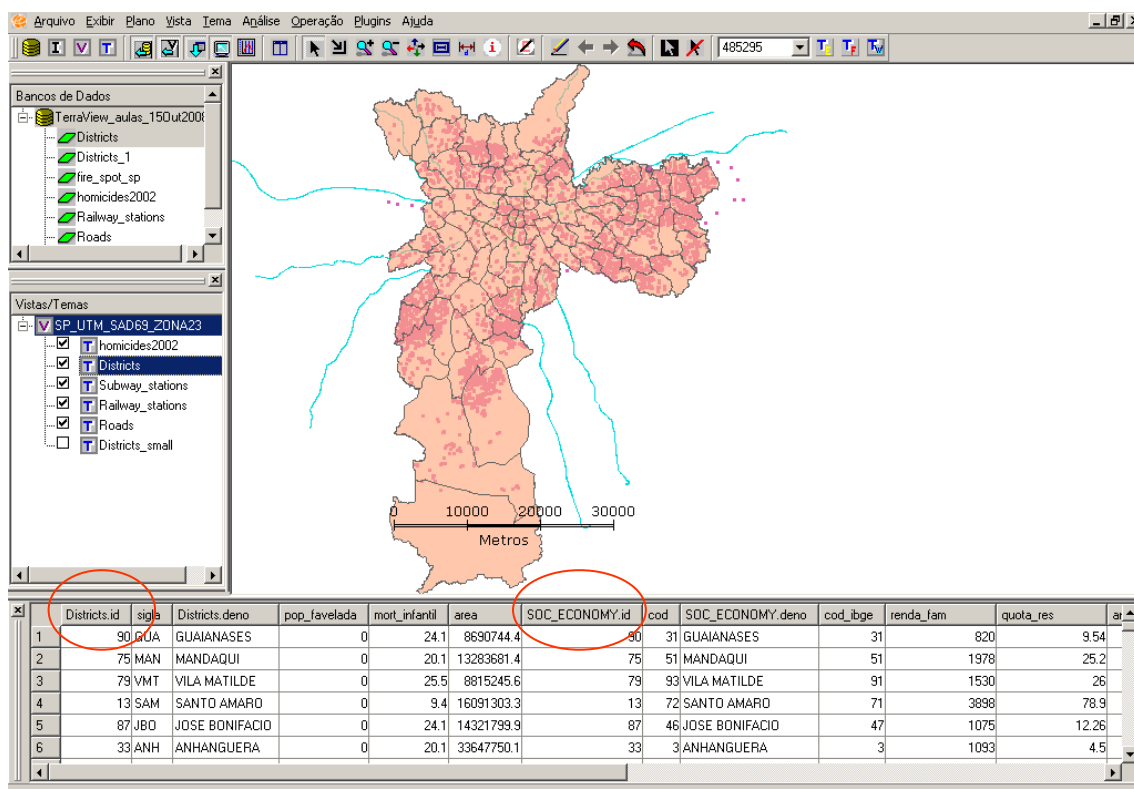 Arquivo Exibir Plano Vista Tema Análise Operação Plugins Ajuda
I V T 485295 T T T
Bancos de Dados
TerraView_aulas_15Out2008
Districts
Districts_1
fire_spot_sp
homicides2002
Railway_stations
Roads
Vistas/Temas
V SP_UTM_SAD69_ZONA23
T homicides2002
T Districts
T Subway_stations
T Railway_stations
T Roads
T Districts_small
0 10000 20000 30000
Metros
Districts.id sigla Districts.deno pop_favelada mort_infantil area SOC_ECONOMY.id cod SOC_ECONOMY.deno cod_ibge renda_fam quota_res
1 90 GUA GUAIANASES 0 24.1 8690744.4 90 31 GUAIANASES 31 820 9.54
2 75 MAN MANDAQUI 0 20.1 13283681.4 75 51 MANDAQUI 51 1978 25.2
3 79 VMT VILA MATILDE 0 25.5 8815245.6 79 93 VILA MATILDE 91 1530 26
4 13 SAM SANTO AMARO 0 9.4 16091303.3 13 72 SANTO AMARO 71 3898 78.9
5 87 JBO JOSE BONIFACIO 0 24.1 14321799.9 87 46 JOSE BONIFACIO 47 1075 12.26
6 33 ANH ANHANGUERA 0 20.1 33647750.1 33 3 ANHANGUERA 3 1093 4.5